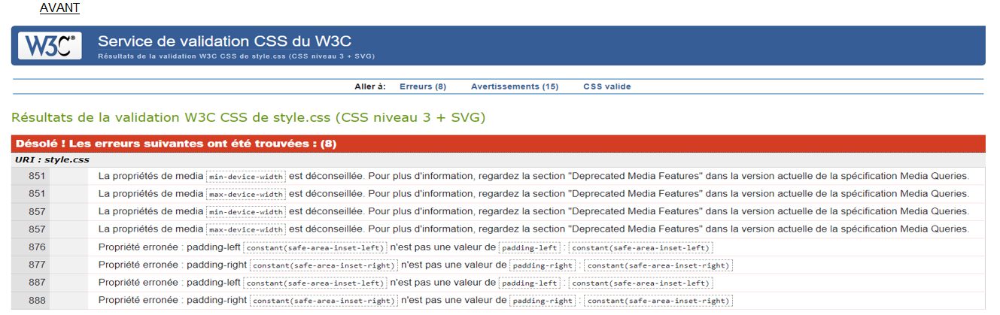 AVANT
W3C® Service de validation CSS du W3C
Résultats de la validation W3C CSS de style.css (CSS niveau 3 + SVG)
Aller à: Erreurs (8) Avertissements (15) CSS valide
Résultats de la validation W3C CSS de style.css (CSS niveau 3 + SVG)
Désolé ! Les erreurs suivantes ont été trouvées : (8)
URI : style.css
851 La propriétés de media min-device-width est déconseillée. Pour plus d'information, regardez la section "Deprecated Media Features" dans la version actuelle de la spécification Media Queries.
851 La propriétés de media max-device-width est déconseillée. Pour plus d'information, regardez la section "Deprecated Media Features" dans la version actuelle de la spécification Media Queries.
857 La propriétés de media min-device-width est déconseillée. Pour plus d'information, regardez la section "Deprecated Media Features" dans la version actuelle de la spécification Media Queries.
857 La propriétés de media max-device-width est déconseillée. Pour plus d'information, regardez la section "Deprecated Media Features" dans la version actuelle de la spécification Media Queries.
876 Propriété erronée : padding-left constant(safe-area-inset-left) n'est pas une valeur de padding-left : constant(safe-area-inset-left)
877 Propriété erronée : padding-right constant(safe-area-inset-right) n'est pas une valeur de padding-right : constant(safe-area-inset-right)
887 Propriété erronée : padding-left constant(safe-area-inset-left) n'est pas une valeur de padding-left : constant(safe-area-inset-left)
888 Propriété erronée : padding-right constant(safe-area-inset-right) n'est pas une valeur de padding-right : constant(safe-area-inset-right)